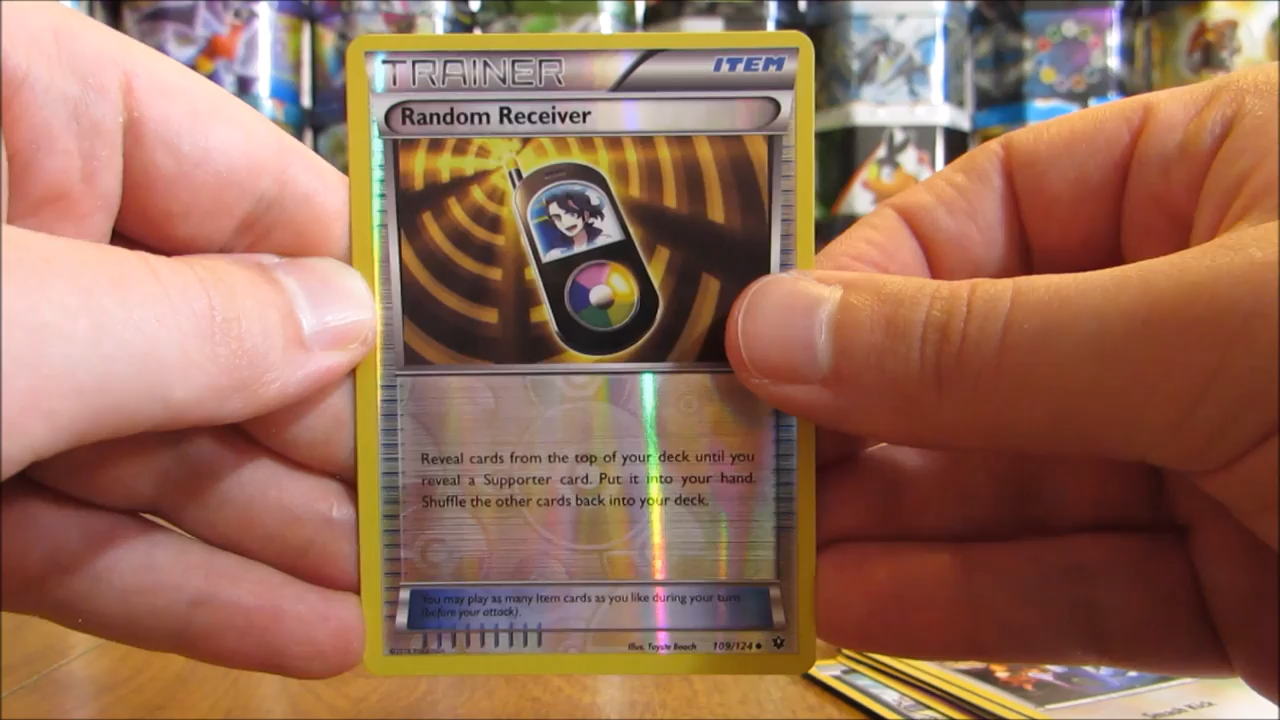 TRAINER
ITEM
Random Receiver
Reveal cards from the top of your deck until you
reveal a Supporter card. Put it into your hand.
Shuffle the other cards back into your deck.
You may play as many Item cards as you like during your turn
(before your attack).
Illus. Toyste Beach
109/124
Smash Kick